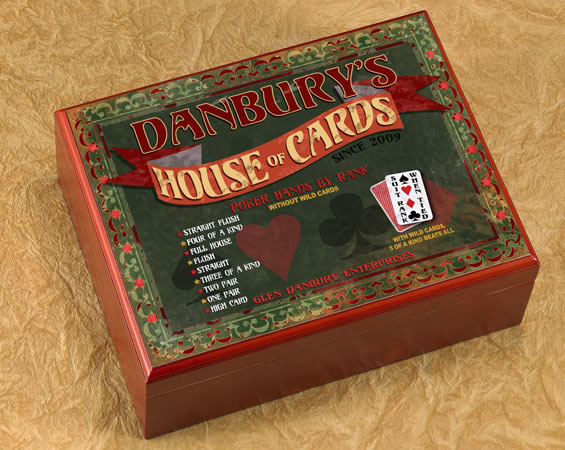 DANBURY'S
HOUSE OF CARDS
SINCE 2009
POKER HANDS BY RANK
WITHOUT WILD CARDS
STRAIGHT FLUSH
FOUR OF A KIND
FULL HOUSE
FLUSH
STRAIGHT
THREE OF A KIND
TWO PAIR
ONE PAIR
HIGH CARD
SUIT RANK
WHEN TIED
WITH WILD CARDS,
5 OF A KIND BEATS ALL
GLEN DANBURY ENTERPRISES